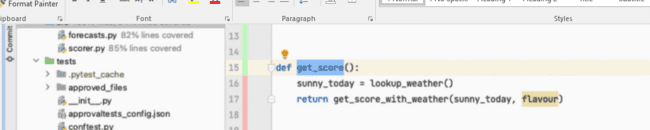 Format Painter
Clipboard
Font
Paragraph
Styles
Commit
forecasts.py 82% lines covered
scorer.py 85% lines covered
tests
.pytest_cache
approved_files
__init__.py
approvaltests_config.json
conftest.py
13
14
15 def get_score():
16 sunny_today = lookup_weather()
17 return get_score_with_weather(sunny_today, flavour)
18